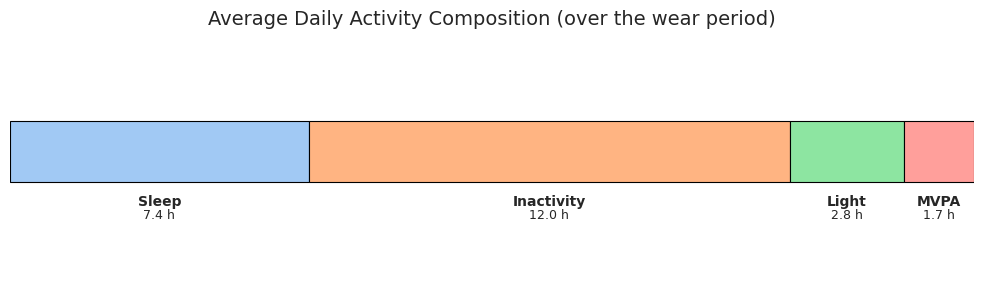 Average Daily Activity Composition (over the wear period)
Sleep
7.4 h
Inactivity
12.0 h
Light
2.8 h
MVPA
1.7 h